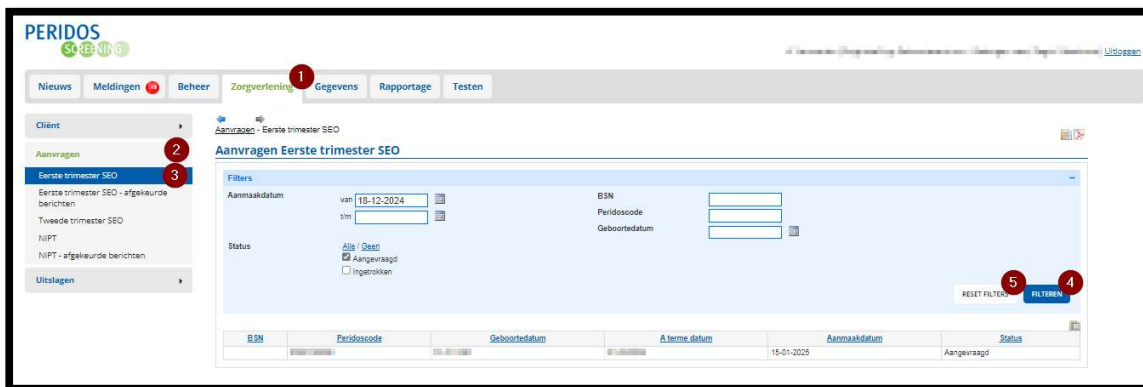 PERIDOS
SCREENING
Uitloggen
Nieuws Meldingen Beheer Zorgverlening 1 Gegevens Rapportage Testen
Cliënt
Aanvragen 2
Eerste trimester SEO 3
Eerste trimester SEO - afgekeurde
berichten
Tweede trimester SEO
NIPT
NIPT - afgekeurde berichten
Uitslagen
Aanvragen - Eerste trimester SEO
Aanvragen Eerste trimester SEO
Filters
Aanmaakdatum van 18-12-2024 BSN
t/m Peridoscode
Geboortedatum
Status Alle / Geen
Aangevraagd
Ingetrokken
RESET FILTERS 5 FILTEREN 4
BSN Peridoscode Geboortedatum A terme datum Aanmaakdatum Status
15-01-2025 Aangevraagd